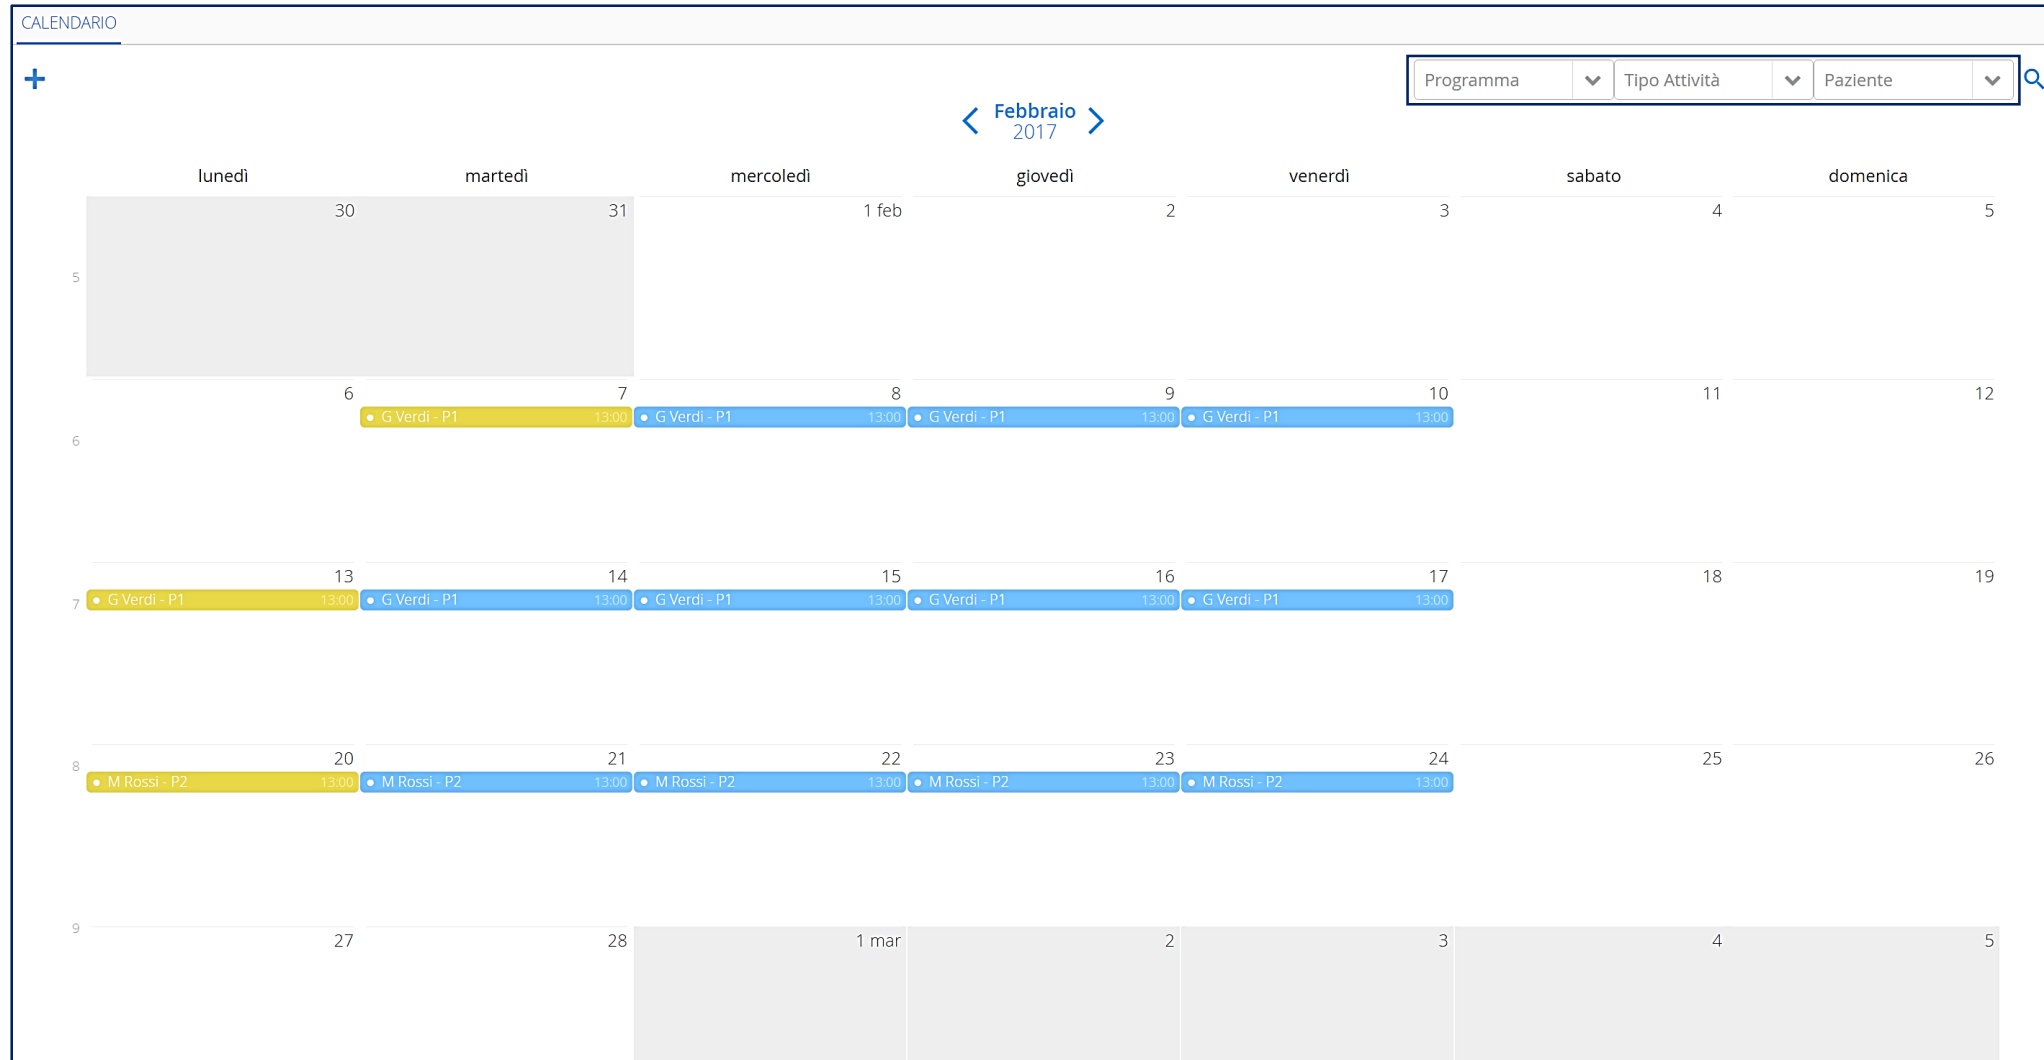 CALENDARIO
Programma Tipo Attività Paziente
Febbraio
2017
lunedì martedì mercoledì giovedì venerdì sabato domenica
30 31 1 feb 2 3 4 5
5
6 7 8 9 10 11 12
G Verdi - P1 13:00 G Verdi - P1 13:00 G Verdi - P1 13:00 G Verdi - P1 13:00
6
13 14 15 16 17 18 19
7 G Verdi - P1 13:00 G Verdi - P1 13:00 G Verdi - P1 13:00 G Verdi - P1 13:00 G Verdi - P1 13:00
20 21 22 23 24 25 26
8
M Rossi - P2 13:00 M Rossi - P2 13:00 M Rossi - P2 13:00 M Rossi - P2 13:00 M Rossi - P2 13:00
9
27 28 1 mar 2 3 4 5